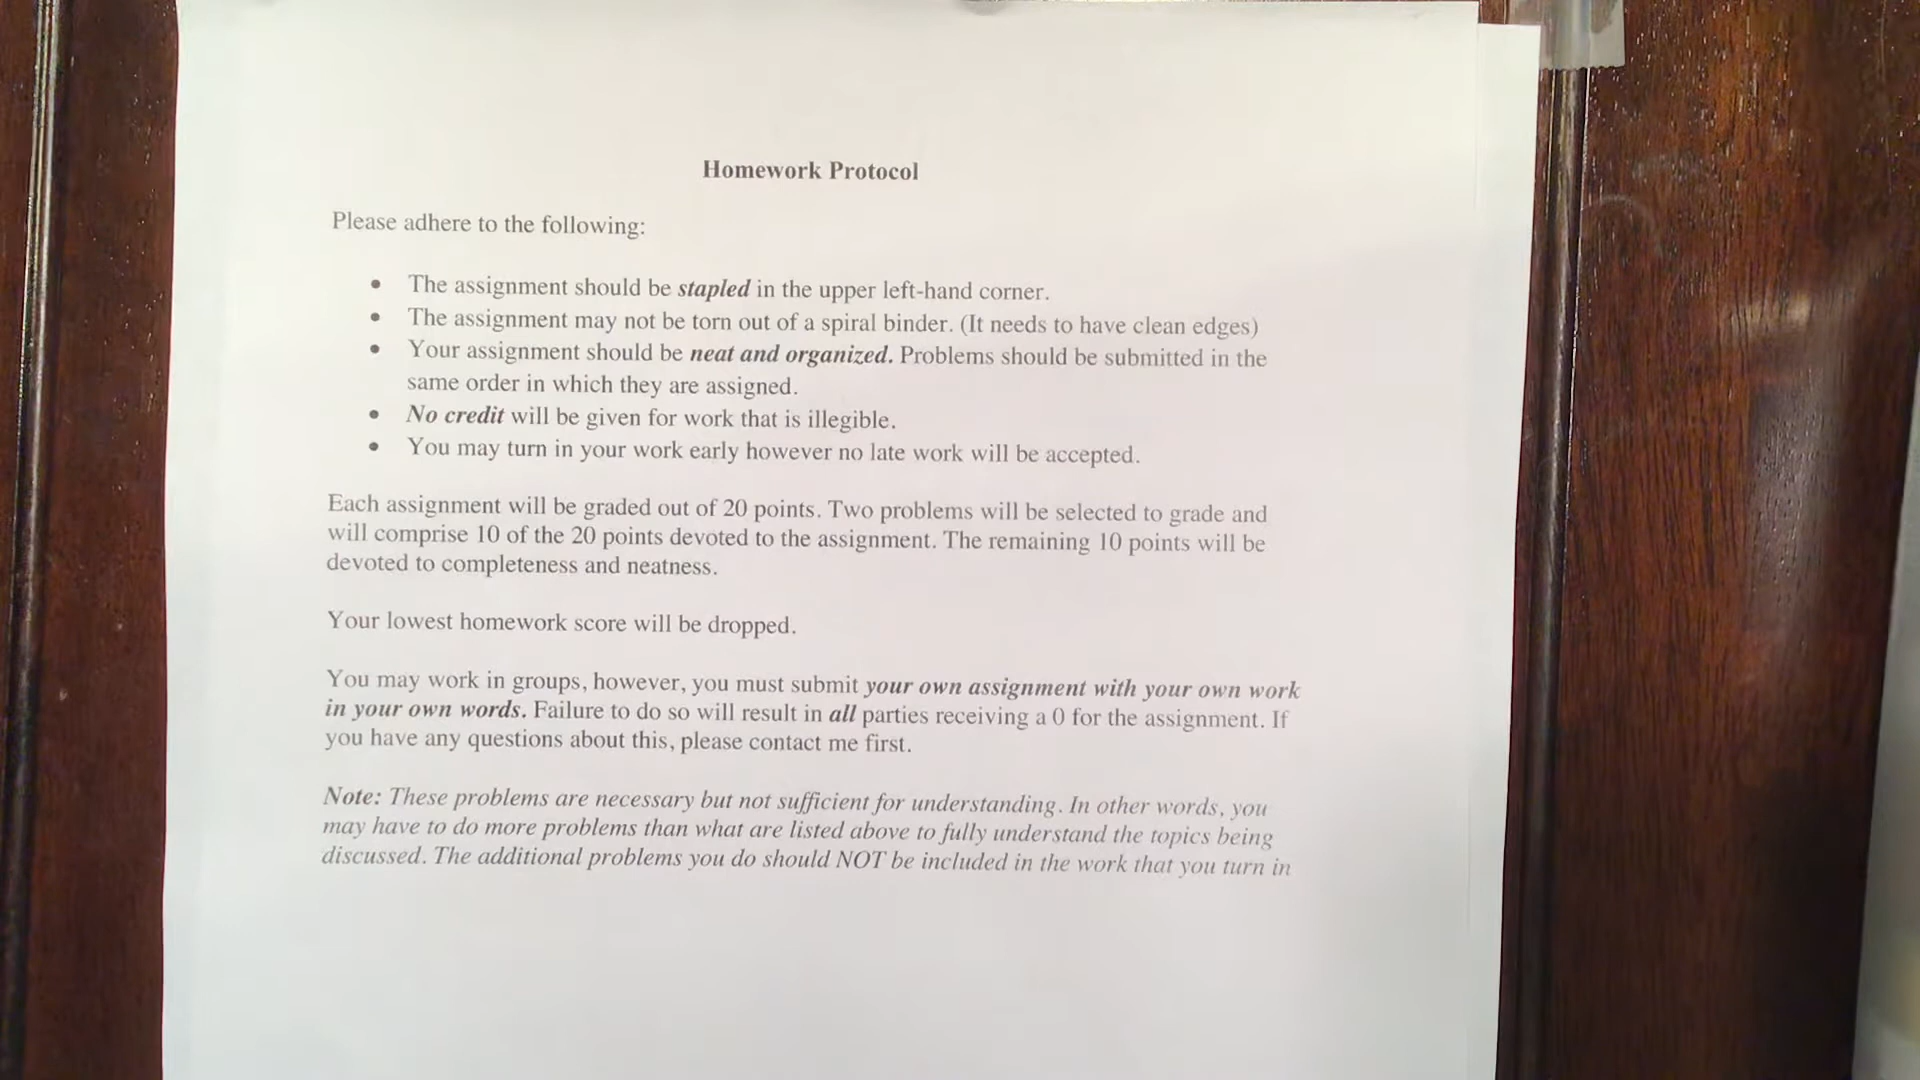 Homework Protocol
Please adhere to the following:
• The assignment should be stapled in the upper left-hand corner.
• The assignment may not be torn out of a spiral binder. (It needs to have clean edges)
• Your assignment should be neat and organized. Problems should be submitted in the
same order in which they are assigned.
• No credit will be given for work that is illegible.
• You may turn in your work early however no late work will be accepted.
Each assignment will be graded out of 20 points. Two problems will be selected to grade and
will comprise 10 of the 20 points devoted to the assignment. The remaining 10 points will be
devoted to completeness and neatness.
Your lowest homework score will be dropped.
You may work in groups, however, you must submit your own assignment with your own work
in your own words. Failure to do so will result in all parties receiving a 0 for the assignment. If
you have any questions about this, please contact me first.
Note: These problems are necessary but not sufficient for understanding. In other words, you
may have to do more problems than what are listed above to fully understand the topics being
discussed. The additional problems you do should NOT be included in the work that you turn in